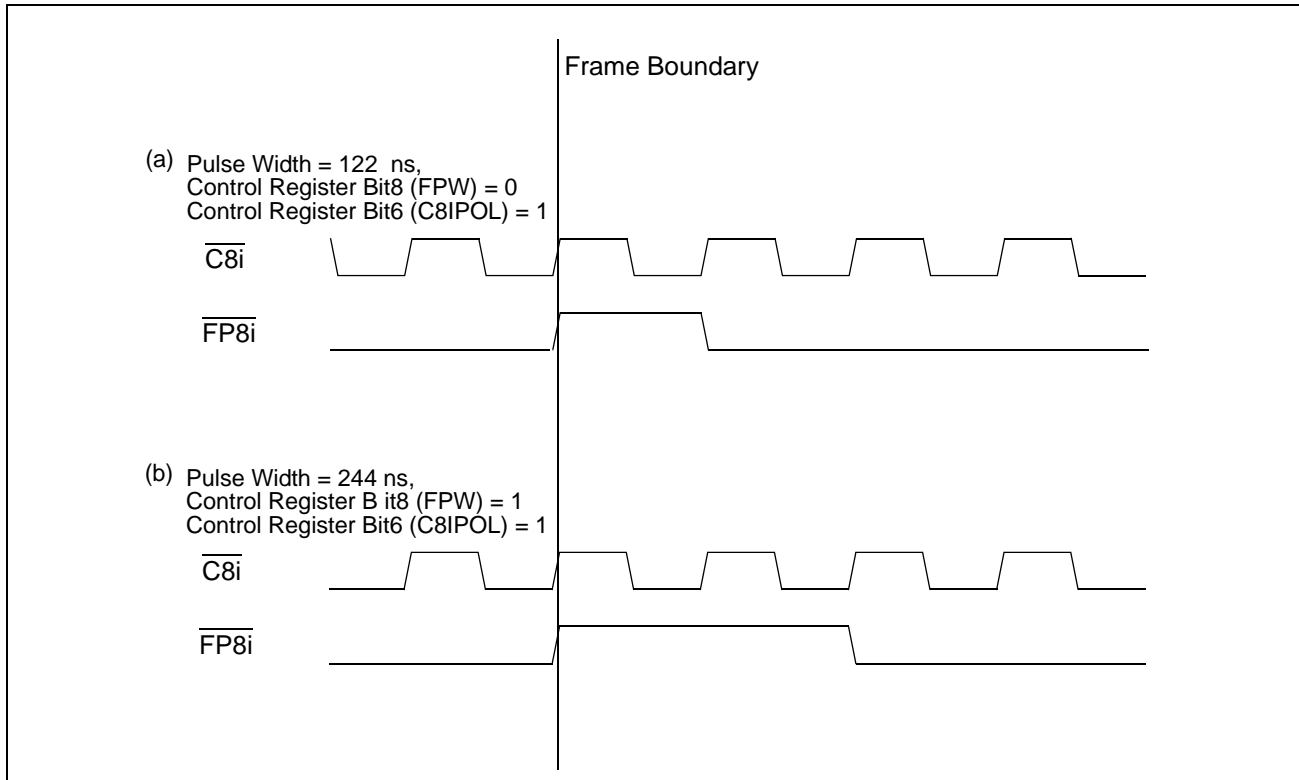 Frame Boundary
(a) Pulse Width = 122 ns,
Control Register Bit8 (FPW) = 0
Control Register Bit6 (C8IPOL) = 1
C8i
FP8i
(b) Pulse Width = 244 ns,
Control Register B it8 (FPW) = 1
Control Register Bit6 (C8IPOL) = 1
C8i
FP8i